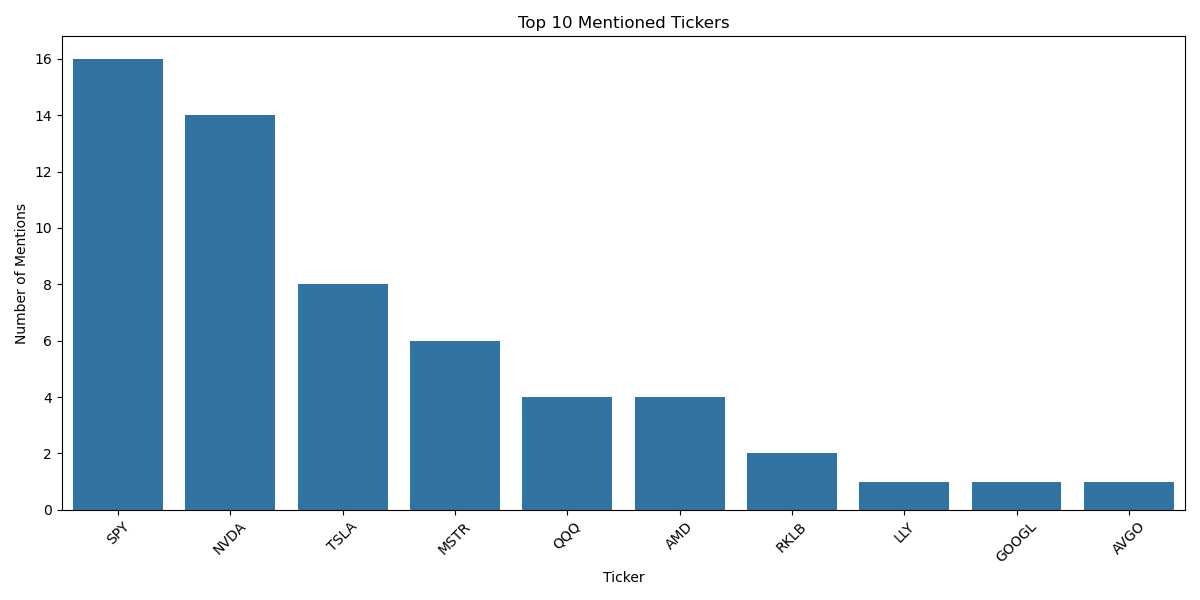 Top 10 Mentioned Tickers
Number of Mentions
16
14
12
10
8
6
4
2
0
SPY
NVDA
TSLA
MSTR
QQQ
AMD
RKLB
LLY
GOOGL
AVGO
Ticker